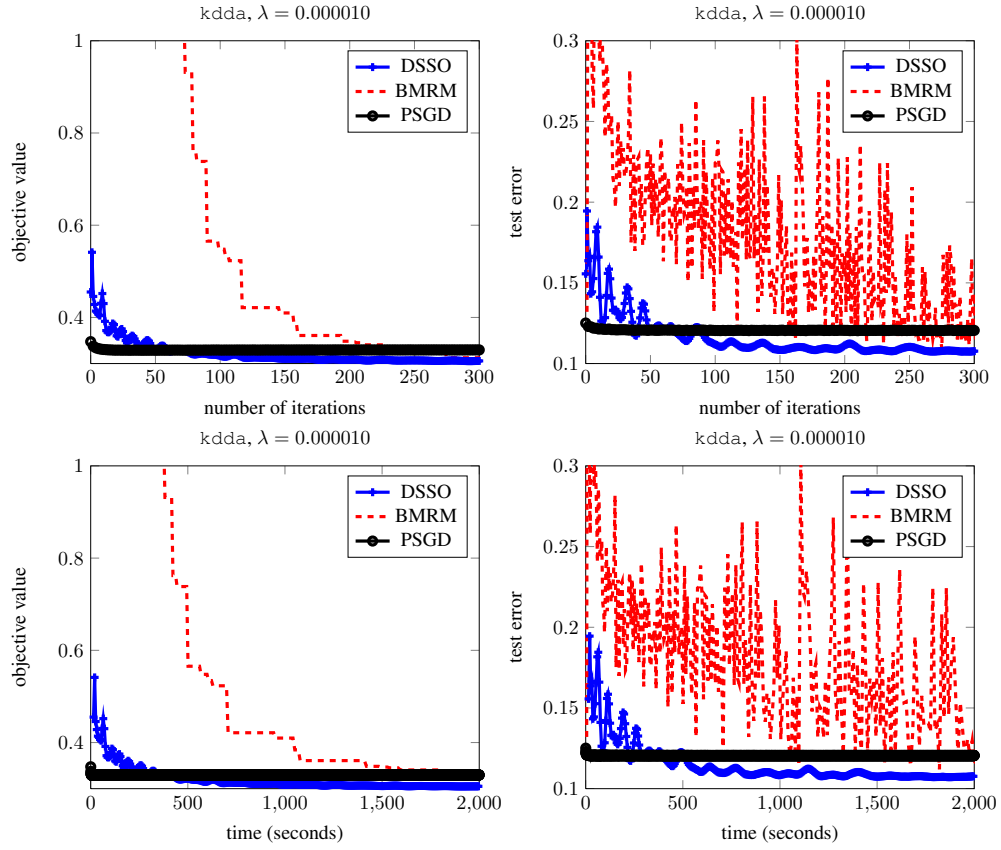 kdda, λ = 0.000010
1
0.8
0.6
0.4
objective value
DSSO
BMRM
PSGD
0
50
100
150
200
250
300
number of iterations
kdda, λ = 0.000010
0.3
0.25
0.2
0.15
0.1
test error
DSSO
BMRM
PSGD
0
50
100
150
200
250
300
number of iterations
kdda, λ = 0.000010
1
0.8
0.6
0.4
objective value
DSSO
BMRM
PSGD
0
500
1,000
1,500
2,000
time (seconds)
kdda, λ = 0.000010
0.3
0.25
0.2
0.15
0.1
test error
DSSO
BMRM
PSGD
0
500
1,000
1,500
2,000
time (seconds)